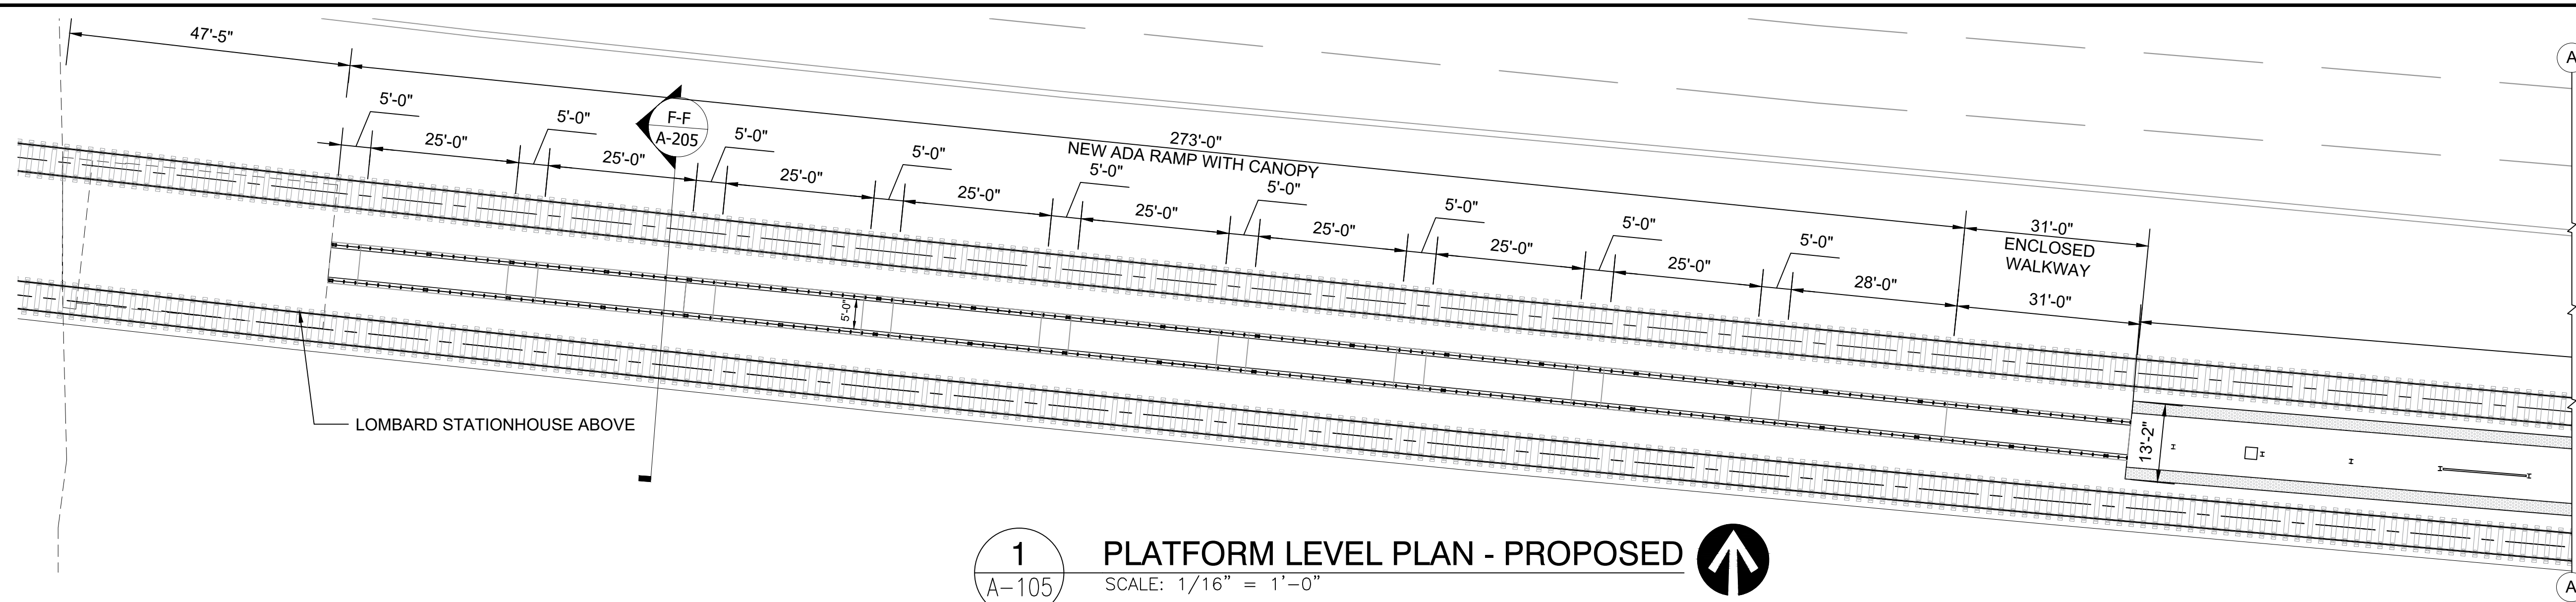 47'-5"
5'-0"
25'-0"
5'-0"
25'-0"
F-F
A-205
5'-0"
25'-0"
5'-0"
25'-0"
273'-0"
NEW ADA RAMP WITH CANOPY
5'-0"
25'-0"
5'-0"
25'-0"
5'-0"
25'-0"
5'-0"
25'-0"
5'-0"
28'-0"
31'-0"
ENCLOSED
WALKWAY
31'-0"
A
5'-0"
13'-2"
LOMBARD STATIONHOUSE ABOVE
1
A-105
PLATFORM LEVEL PLAN - PROPOSED
SCALE: 1/16" = 1'-0"
A